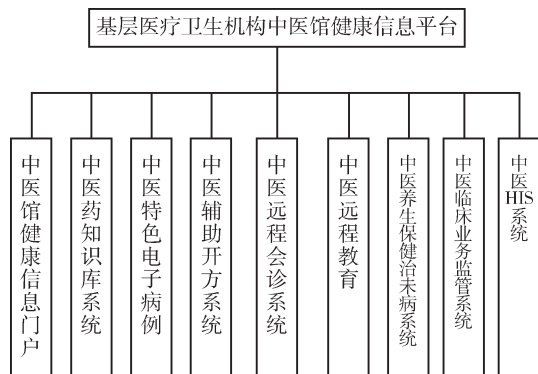 基层医疗卫生机构中医馆健康信息平台
中医馆健康信息门户
中医药知识库系统
中医特色电子病例
中医辅助开方系统
中医远程会诊系统
中医远程教育
中医养生保健治未病系统
中医临床业务监管系统
中医HIS系统